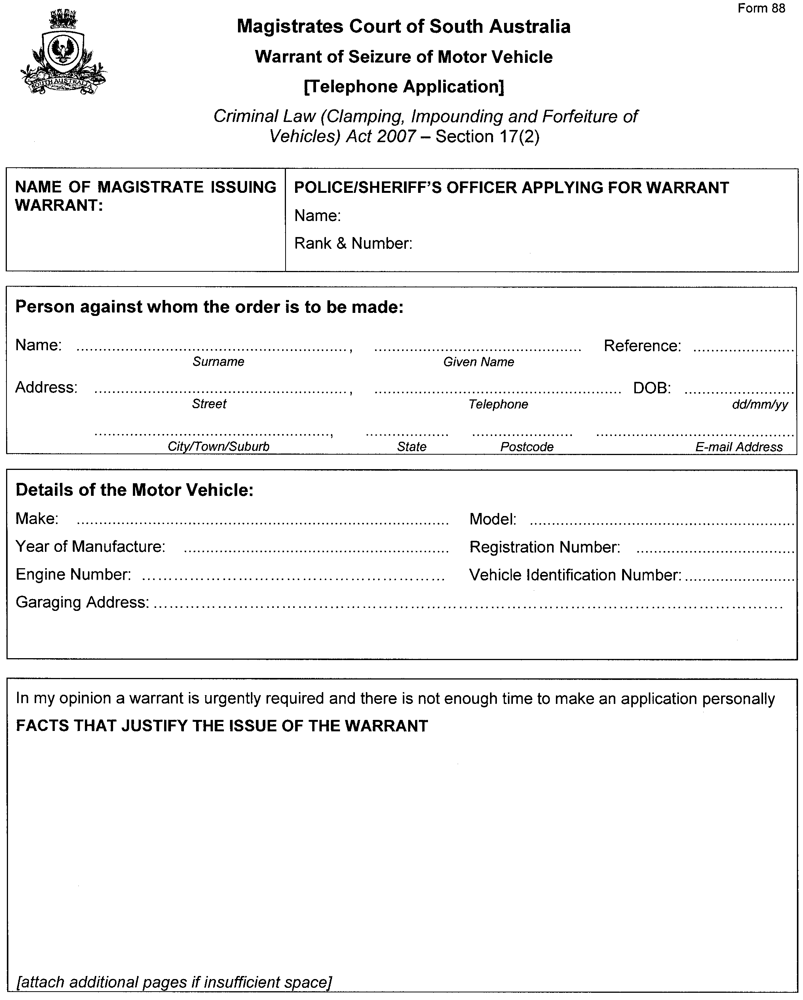 Form 88
SOUTH AUSTRALIA
Magistrates Court of South Australia
Warrant of Seizure of Motor Vehicle
[Telephone Application]
Criminal Law (Clamping, Impounding and Forfeiture of
Vehicles) Act 2007 – Section 17(2)
NAME OF MAGISTRATE ISSUING
WARRANT:
POLICE/SHERIFF'S OFFICER APPLYING FOR WARRANT
Name:
Rank & Number:
Person against whom the order is to be made:
Name: ............................................................, .............................................. Reference: .......................
Surname Given Name
Address: ........................................................, ....................................................... DOB: .........................
Street Telephone dd/mm/yy
....................................................., ................... ....................... ............................................
City/Town/Suburb State Postcode E-mail Address
Details of the Motor Vehicle:
Make: ................................................................................... Model: ...........................................................
Year of Manufacture: ........................................................... Registration Number: ....................................
Engine Number: .......................................................... Vehicle Identification Number: .........................
Garaging Address: ....................................................................................................................
In my opinion a warrant is urgently required and there is not enough time to make an application personally
FACTS THAT JUSTIFY THE ISSUE OF THE WARRANT
[attach additional pages if insufficient space]